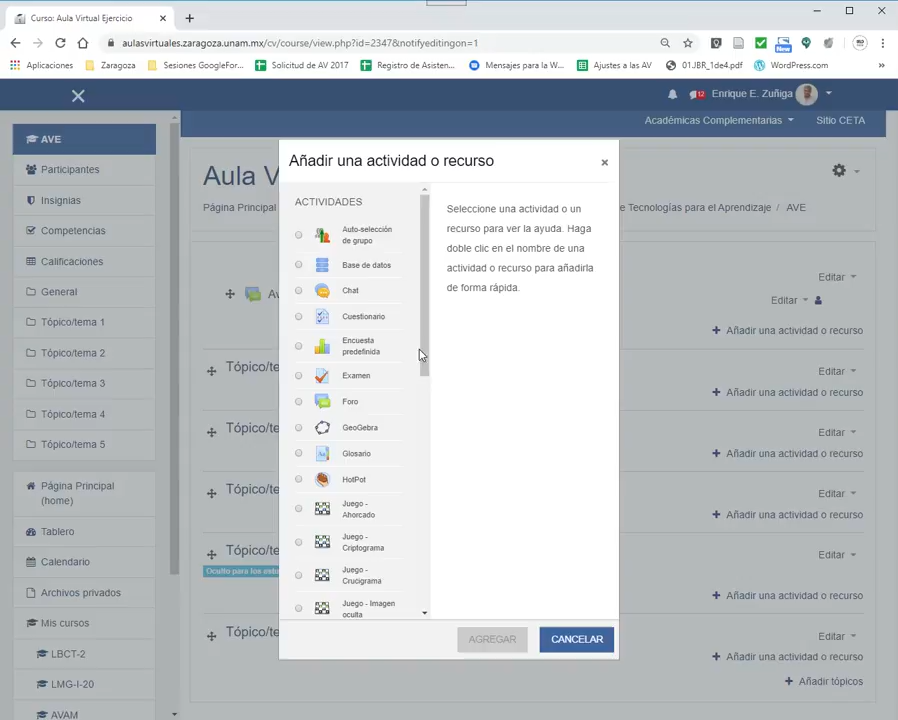 Curso: Aula Virtual Ejercicio
aulasvirtuales.zaragoza.unam.mx/cv/course/view.php?id=2347&notifyeditingon=1
New
Aplicaciones
Zaragoza
Sesiones GoogleFor...
Solicitud de AV 2017
Registro de Asisten...
Mensajes para la W...
Ajustes a las AV
01JBR_1de4.pdf
WordPress.com
12
Enrique E. Zuñiga
Académicas Complementarias
Sitio CETA
AVE
Participantes
Insignias
Competencias
Calificaciones
General
Tópico/tema 1
Tópico/tema 2
Tópico/tema 3
Tópico/tema 4
Tópico/tema 5
Página Principal
(home)
Tablero
Calendario
Archivos privados
Mis cursos
LBCT-2
LMG-I-20
AVAM
Aula V
Página Principal
e Tecnologías para el Aprendizaje / AVE
Av
Editar
Editar
+ Añadir una actividad o recurso
Tópico/te
Editar
+ Añadir una actividad o recurso
Tópico/te
Editar
+ Añadir una actividad o recurso
Tópico/te
Editar
+ Añadir una actividad o recurso
Tópico/te
Editar
Oculto para los estu
+ Añadir una actividad o recurso
Tópico/te
Editar
+ Añadir una actividad o recurso
+ Añadir tópicos
Añadir una actividad o recurso
×
ACTIVIDADES
Auto-selección
de grupo
Base de datos
Chat
Cuestionario
Encuesta
predefinida
Examen
Foro
GeoGebra
Glosario
HotPot
Juego -
Ahorcado
Juego -
Criptograma
Juego -
Crucigrama
Juego - Imagen
oculta
Seleccione una actividad o un
recurso para ver la ayuda. Haga
doble clic en el nombre de una
actividad o recurso para añadirla
de forma rápida.
AGREGAR
CANCELAR